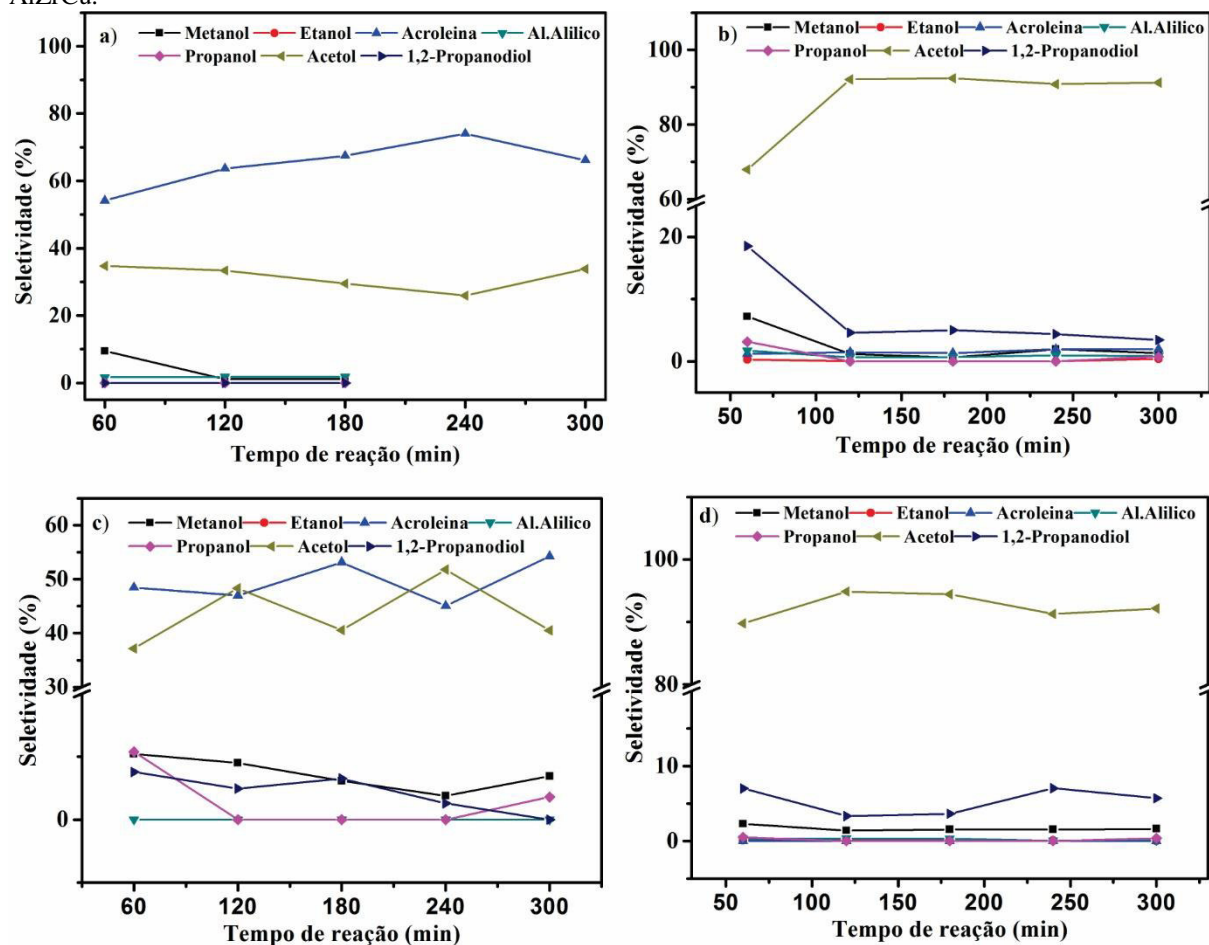 AlZrCu.
a)
Metanol Etanol Acroleina Al.Alilico
Propanol Acetol 1,2-Propanodiol
100
80
60
40
20
0
Seletividade (%)
60 120 180 240 300
Tempo de reação (min)
b)
Metanol Etanol Acroleina Al.Alilico
Propanol Acetol 1,2-Propanodiol
100
80
60
20
0
Seletividade (%)
50 100 150 200 250 300
Tempo de reação (min)
c)
Metanol Etanol Acroleina Al.Alilico
Propanol Acetol 1,2-Propanodiol
60
50
40
30
0
Seletividade (%)
60 120 180 240 300
Tempo de reação (min)
d)
Metanol Etanol Acroleina Al.Alilico
Propanol Acetol 1,2-Propanodiol
100
80
10
0
Seletividade (%)
50 100 150 200 250 300
Tempo de reação (min)